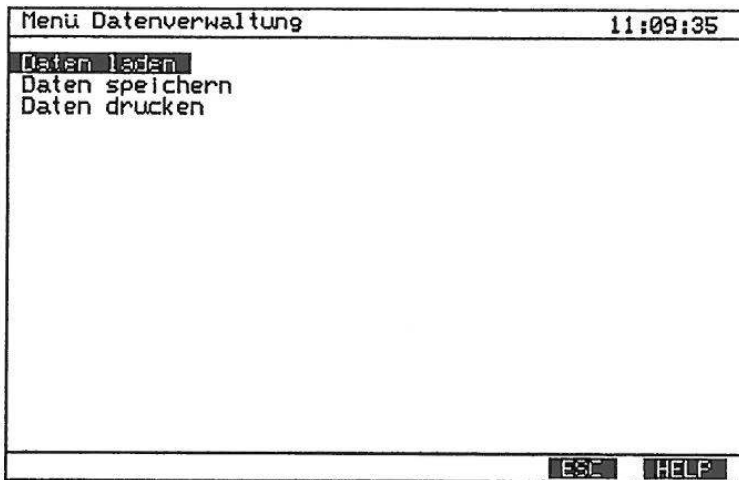 Menü Datenverwaltung 11:09:35
Daten laden
Daten speichern
Daten drucken
ESC HELP